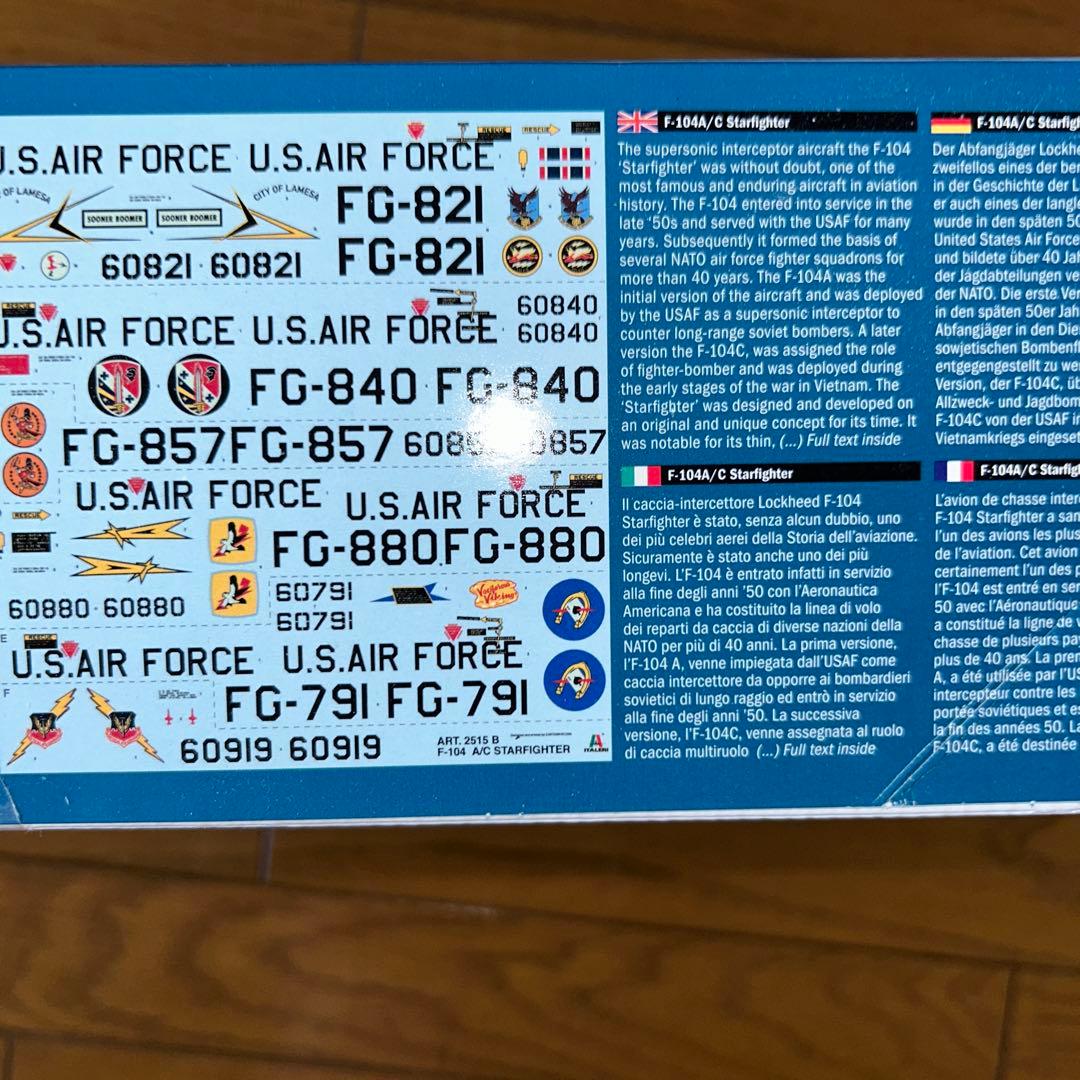 U.S.AIR FORCE U.S.AIR FORCE
RESCUE
RESCUE
OF LAMESA
CITY OF LAMESA
SOONER BOOMER
SOONER BOOMER
FG-821
FG-821
60821 60821
RESCUE
60840
60840
U.S.AIR FORCE U.S.AIR FORCE
FG-840 FG-840
FG-857 FG-857
0857
U.S.AIR FORCE
U.S.AIR FORCE
RESCUE
RESCUE
FG-880 FG-880
60880 60880
60791
60791
Vociferous
Viking
RESCUE
E
U.S.AIR FORCE U.S.AIR FORCE
F
FG-791 FG-791
60919 60919
ART. 2515 B
F-104 A/C STARFIGHTER
ITALERI
F-104A/C Starfighter
The supersonic interceptor aircraft the F-104
'Starfighter' was without doubt, one of the
most famous and enduring aircraft in aviation
history. The F-104 entered into service in the
late '50s and served with the USAF for many
years. Subsequently it formed the basis of
several NATO air force fighter squadrons for
more than 40 years. The F-104A was the
initial version of the aircraft and was deployed
by the USAF as a supersonic interceptor to
counter long-range soviet bombers. A later
version the F-104C, was assigned the role
of fighter-bomber and was deployed during
the early stages of the war in Vietnam. The
'Starfighter' was designed and developed on
an original and unique concept for its time. It
was notable for its thin, (...) Full text inside
F-104A/C Starfighter
Il caccia-intercettore Lockheed F-104
Starfighter è stato, senza alcun dubbio, uno
dei più celebri aerei della Storia dell'aviazione.
Sicuramente è stato anche uno dei più
longevi. L'F-104 è entrato infatti in servizio
alla fine degli anni '50 con l'Aeronautica
Americana e ha costituito la linea di volo
dei reparti da caccia di diverse nazioni della
NATO per più di 40 anni. La prima versione,
l'F-104 A, venne impiegata dall'USAF come
caccia intercettore da opporre ai bombardieri
sovietici di lungo raggio ed entrò in servizio
alla fine degli anni '50. La successiva
versione, l'F-104C, venne assegnata al ruolo
di caccia multiruolo (...) Full text inside
F-104A/C Starfig
Der Abfangjäger Lockhe
zweifellos eines der ber
in der Geschichte der L
er auch eines der langle
wurde in den späten 50
United States Air Force
und bildete über 40 Jah
der Jagdabteilungen ve
der NATO. Die erste Ver
in den späten 50er Jah
Abfangjäger in den Die
sowjetischen Bombenfl
entgegengestellt zu wer
Version, der F-104C, üb
Allzweck- und Jagdbom
F-104C von der USAF in
Vietnamkriegs eingeset
F-104A/C Starfig
L'avion de chasse inter
F-104 Starfighter a san
l'un des avions les plus
de l'aviation. Cet avion
certainement l'un des p
l'F-104 est entré en ser
50 avec l'Aéronautique
a constitué la ligne de v
chasse de plusieurs pa
plus de 40 ans. La pren
A, a été utilisée par l'US
intercepteur contre les
portée soviétiques et es
la fin des années 50. La
F-104C, a été destinée